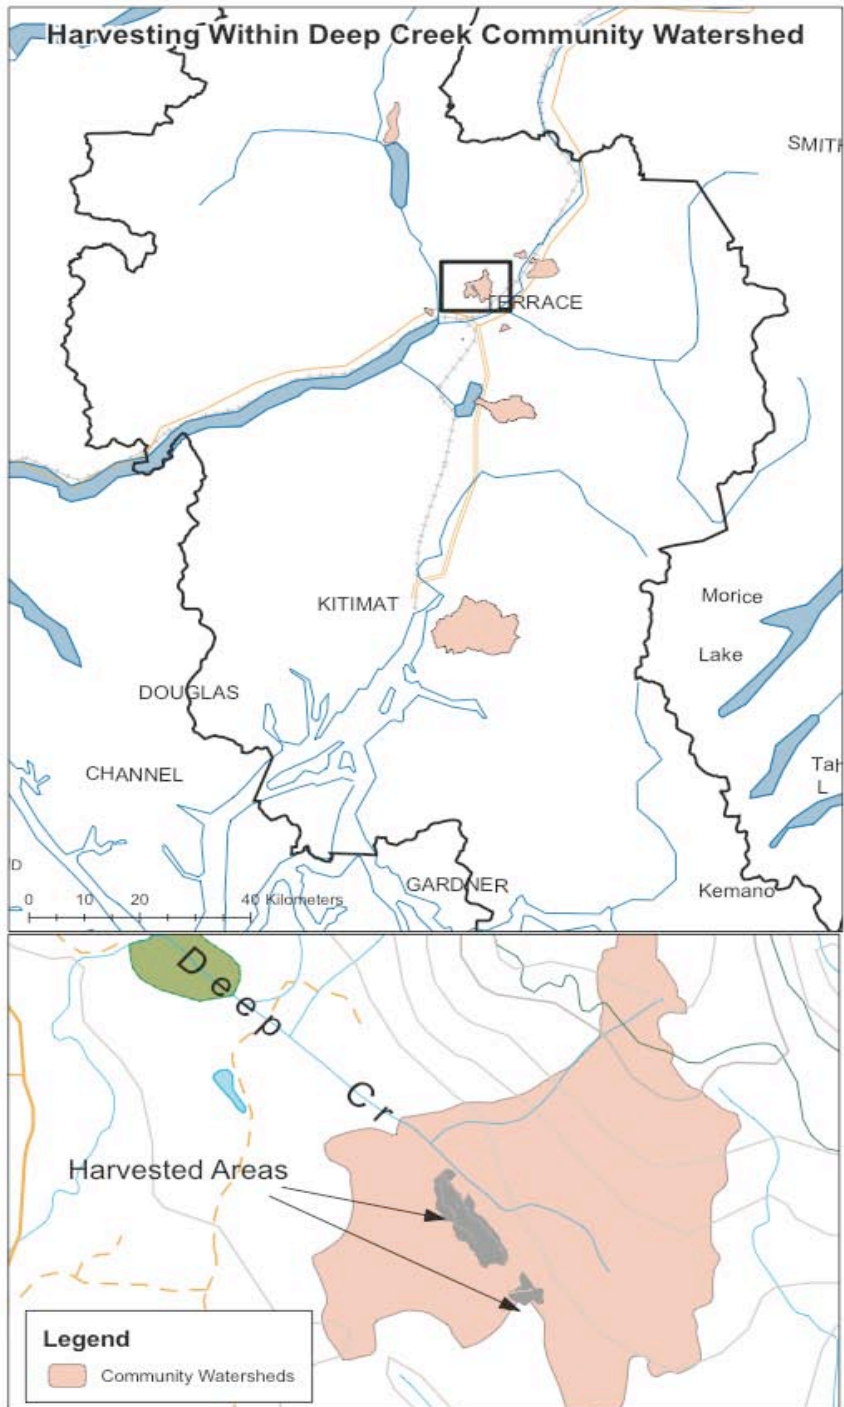 Harvesting Within Deep Creek Community Watershed
SMITH
TERRACE
KITIMAT
Morice
Lake
DOUGLAS
CHANNEL
Tah
L
D
GARDNER
Kemano
0 10 20 40 Kilometers
Deep Cr
Harvested Areas
Legend
Community Watersheds